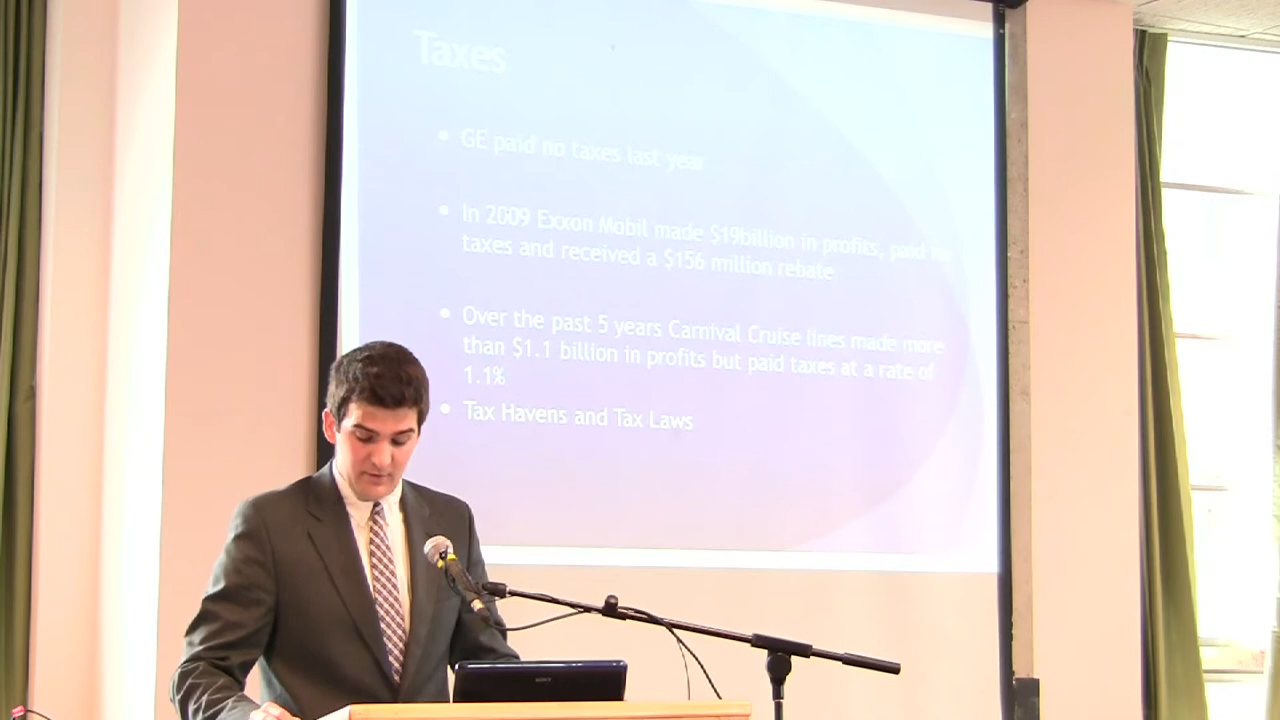 Taxes
GE paid no taxes last year
In 2009 Exxon Mobil made $19billion in profits, paid no
taxes and received a $156 million rebate
Over the past 5 years Carnival Cruise lines made more
than $1.1 billion in profits but paid taxes at a rate of
1.1%
Tax Havens and Tax Laws
SONY